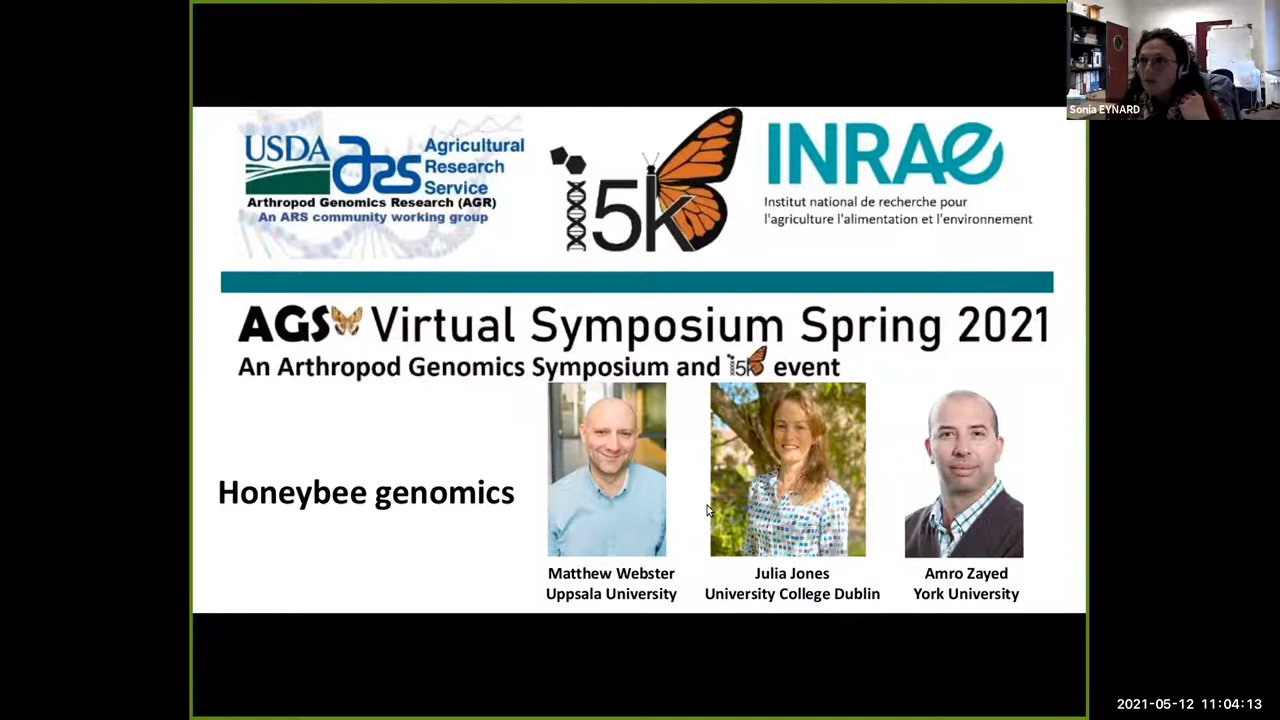 Sonia EYNARD
USDA ars Agricultural
Research
Service
Arthropod Genomics Research (AGR)
An ARS community working group
i5k
INRAE
Institut national de recherche pour
l'agriculture l'alimentation et l'environnement
AGS Virtual Symposium Spring 2021
An Arthropod Genomics Symposium and i5k event
Honeybee genomics
Matthew Webster
Uppsala University
Julia Jones
University College Dublin
Amro Zayed
York University
2021-05-12 11:04:13